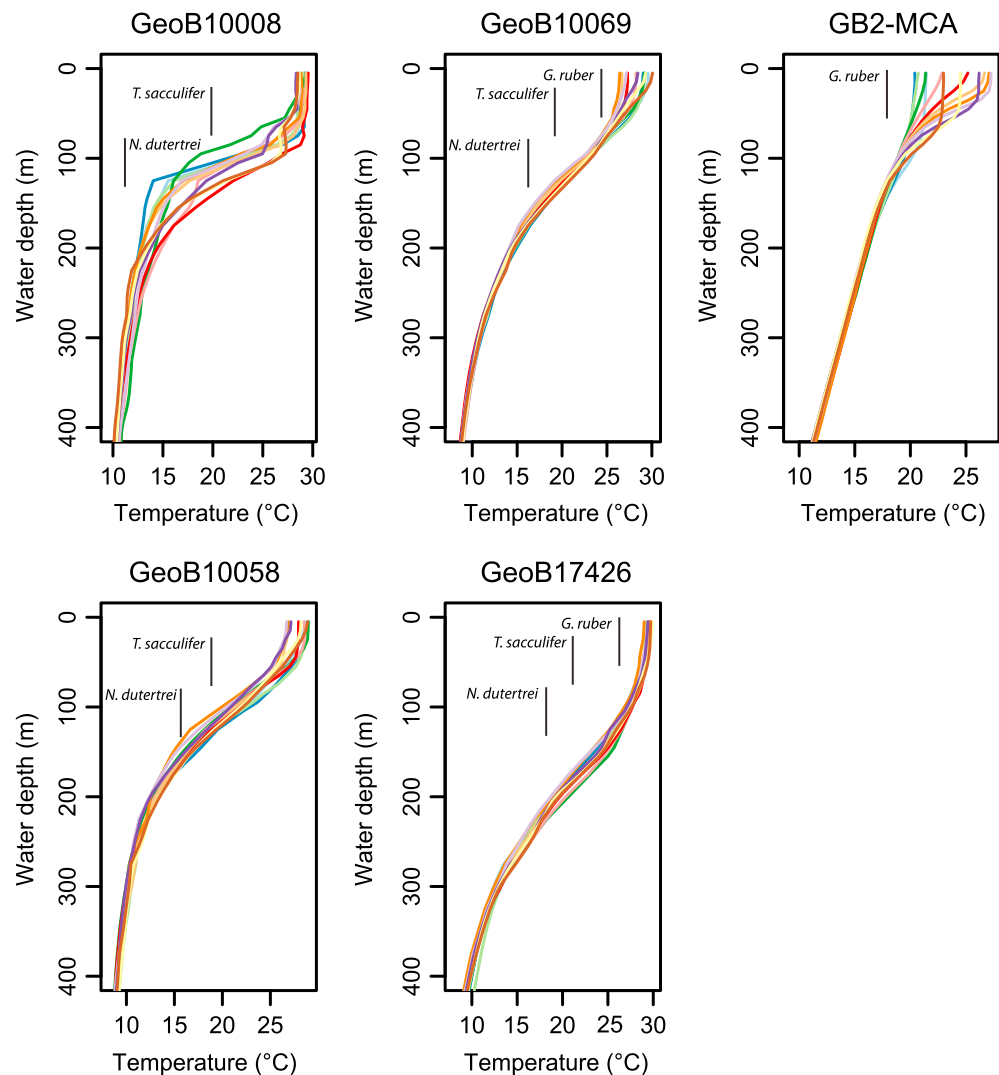 GeoB10008
GeoB10069
GB2-MCA
Water depth (m)
0
100
200
300
400
T. sacculifer
N. dutertrei
10
15
20
25
30
Temperature (°C)
Water depth (m)
0
100
200
300
400
G. ruber
T. sacculifer
N. dutertrei
10
15
20
25
30
Temperature (°C)
Water depth (m)
0
100
200
300
400
G. ruber
10
15
20
25
Temperature (°C)
GeoB10058
GeoB17426
Water depth (m)
0
100
200
300
400
T. sacculifer
N. dutertrei
10
15
20
25
Temperature (°C)
Water depth (m)
0
100
200
300
400
G. ruber
T. sacculifer
N. dutertrei
10
15
20
25
30
Temperature (°C)